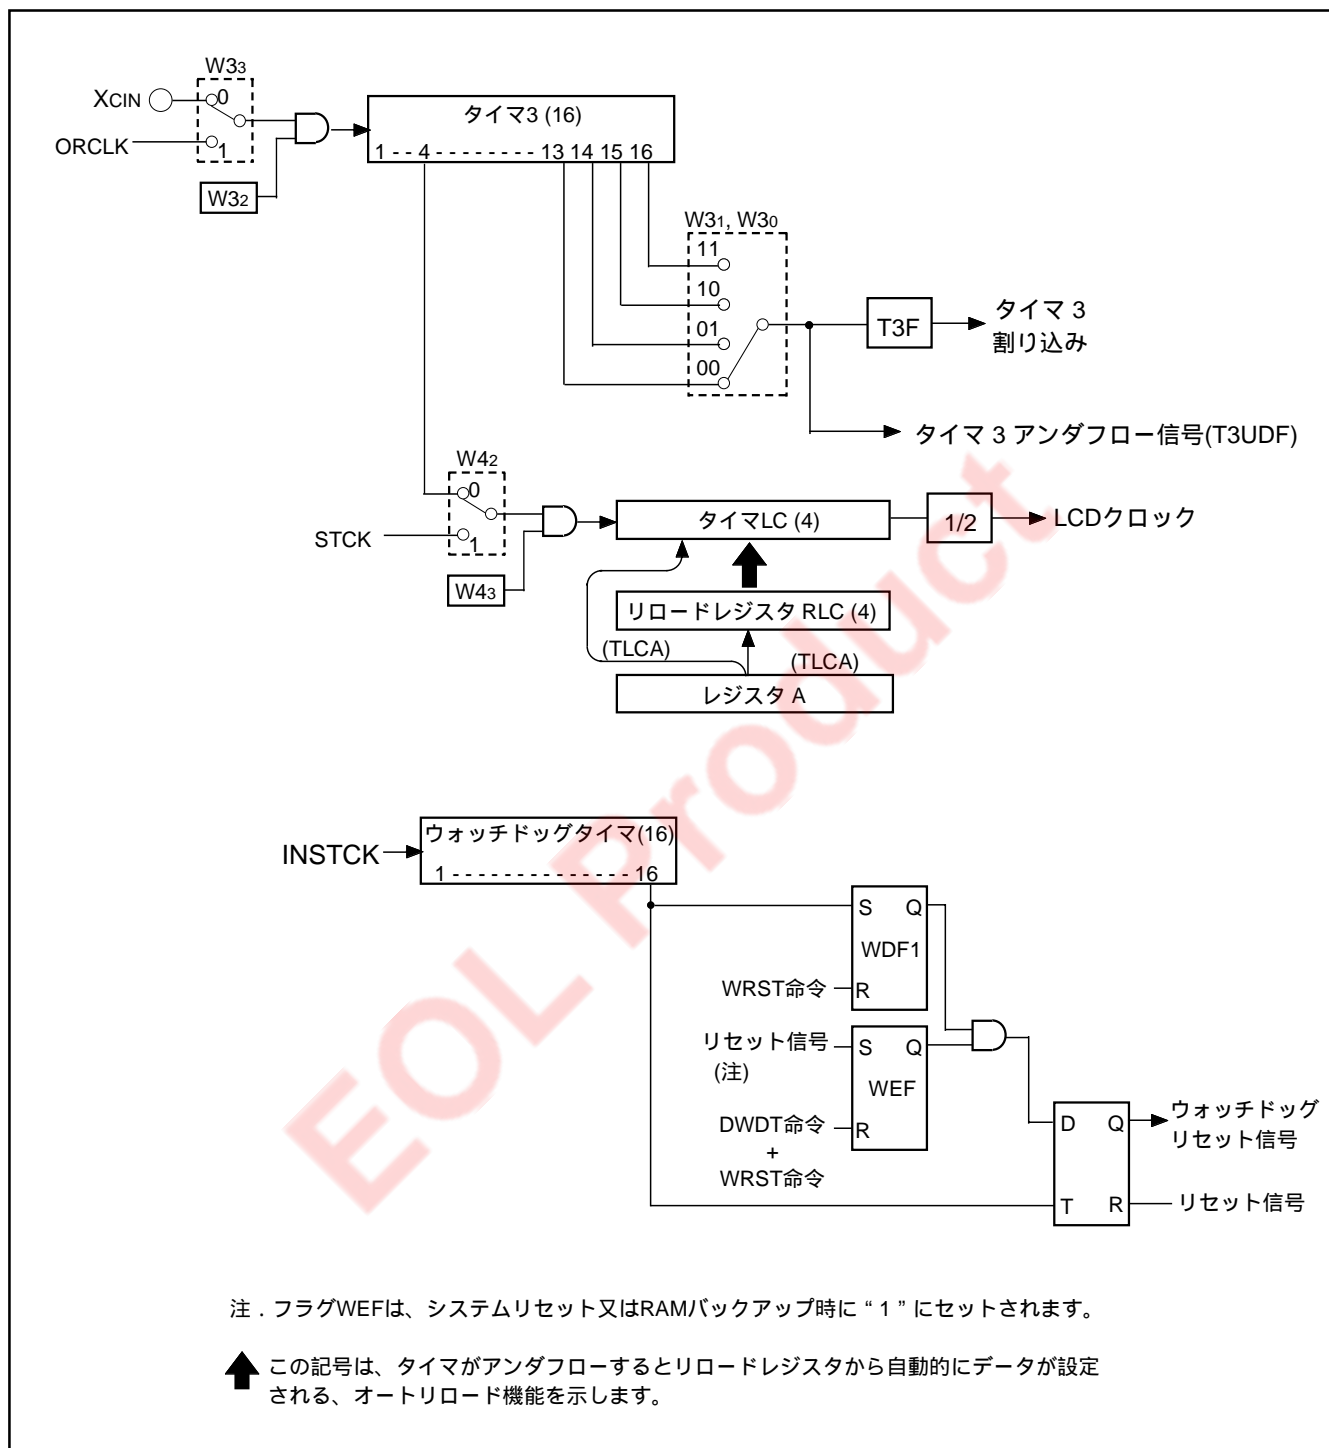 W33
XCIN
0
ORCLK
1
W32
タイマ3 (16)
1 - - 4 - - - - - - - - - 13 14 15 16
W31, W30
11
10
01
00
T3F
タイマ 3
割り込み
タイマ 3 アンダフロー信号(T3UDF)
W42
0
STCK
1
W43
タイマLC (4)
1/2
LCDクロック
リロードレジスタ RLC (4)
(TLCA)
(TLCA)
レジスタ A
INSTCK
ウォッチドッグタイマ(16)
1 - - - - - - - - - - - - - - - 16
S Q
WDF1
WRST命令
R
リセット信号
(注)
S Q
WEF
DWDT命令
+
WRST命令
R
D Q
ウォッチドッグ
リセット信号
T R
リセット信号
注．フラグWEFは、システムリセット又はRAMバックアップ時に“ 1 ”にセットされます。
この記号は、タイマがアンダフローするとリロードレジスタから自動的にデータが設定
される、オートリロード機能を示します。
EOL Product